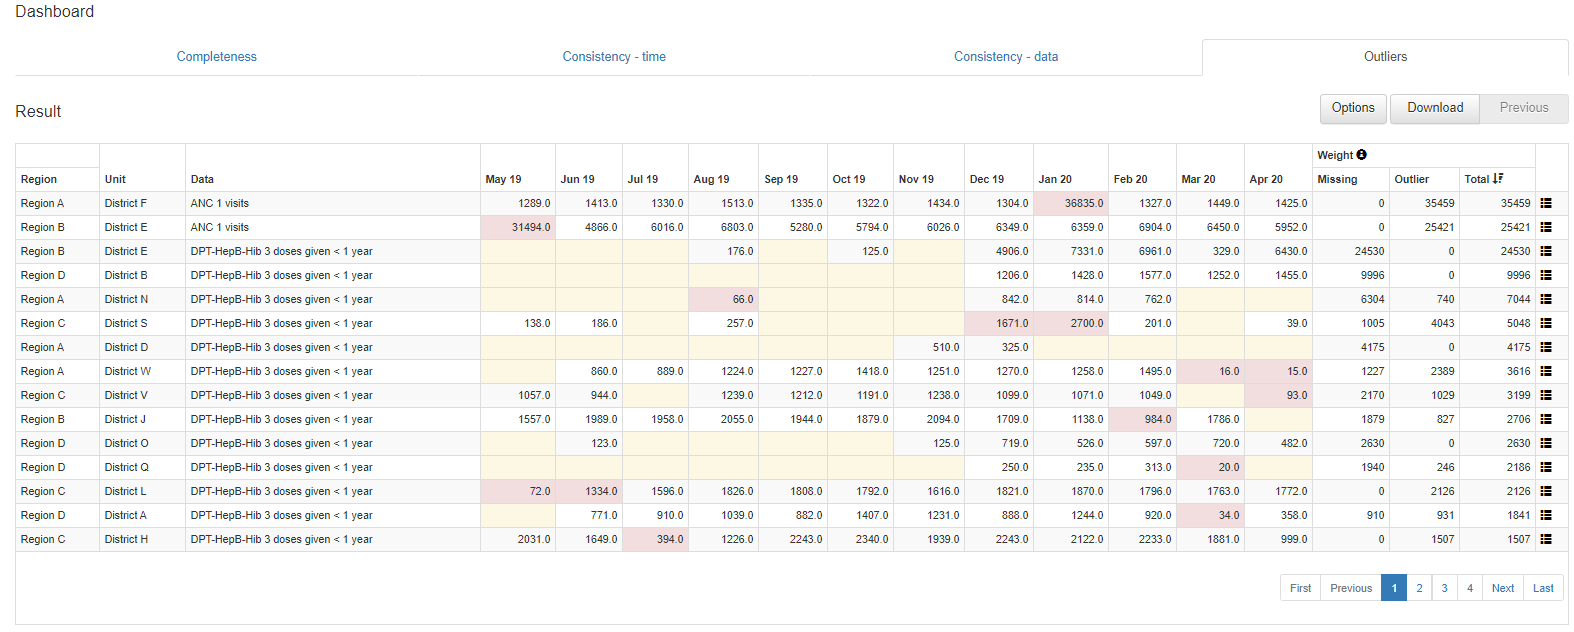 Dashboard
Completeness Consistency - time Consistency - data Outliers
Result Options Download Previous
Weight
Region Unit Data May 19 Jun 19 Jul 19 Aug 19 Sep 19 Oct 19 Nov 19 Dec 19 Jan 20 Feb 20 Mar 20 Apr 20 Missing Outlier Total
Region A District F ANC 1 visits 1289.0 1413.0 1330.0 1513.0 1335.0 1322.0 1434.0 1304.0 36835.0 1327.0 1449.0 1425.0 0 35459 35459
Region B District E ANC 1 visits 31494.0 4866.0 6016.0 6803.0 5280.0 5794.0 6026.0 6349.0 6359.0 6904.0 6450.0 5952.0 0 25421 25421
Region B District E DPT-HepB-Hib 3 doses given < 1 year 176.0 125.0 4906.0 7331.0 6961.0 329.0 6430.0 24530 0 24530
Region D District B DPT-HepB-Hib 3 doses given < 1 year 1206.0 1428.0 1577.0 1252.0 1455.0 9996 0 9996
Region A District N DPT-HepB-Hib 3 doses given < 1 year 66.0 842.0 814.0 762.0 6304 740 7044
Region C District S DPT-HepB-Hib 3 doses given < 1 year 138.0 186.0 257.0 1671.0 2700.0 201.0 39.0 1005 4043 5048
Region A District D DPT-HepB-Hib 3 doses given < 1 year 510.0 325.0 4175 0 4175
Region A District W DPT-HepB-Hib 3 doses given < 1 year 860.0 889.0 1224.0 1227.0 1418.0 1251.0 1270.0 1258.0 1495.0 16.0 15.0 1227 2389 3616
Region C District V DPT-HepB-Hib 3 doses given < 1 year 1057.0 944.0 1239.0 1212.0 1191.0 1238.0 1099.0 1071.0 1049.0 93.0 2170 1029 3199
Region B District J DPT-HepB-Hib 3 doses given < 1 year 1557.0 1989.0 1958.0 2055.0 1944.0 1879.0 2094.0 1709.0 1138.0 984.0 1786.0 1879 827 2706
Region D District O DPT-HepB-Hib 3 doses given < 1 year 123.0 125.0 719.0 526.0 597.0 720.0 482.0 2630 0 2630
Region D District Q DPT-HepB-Hib 3 doses given < 1 year 250.0 235.0 313.0 20.0 1940 246 2186
Region C District L DPT-HepB-Hib 3 doses given < 1 year 72.0 1334.0 1596.0 1826.0 1808.0 1792.0 1616.0 1821.0 1870.0 1796.0 1763.0 1772.0 0 2126 2126
Region D District A DPT-HepB-Hib 3 doses given < 1 year 771.0 910.0 1039.0 882.0 1407.0 1231.0 888.0 1244.0 920.0 34.0 358.0 910 931 1841
Region C District H DPT-HepB-Hib 3 doses given < 1 year 2031.0 1649.0 394.0 1226.0 2243.0 2340.0 1939.0 2243.0 2122.0 2233.0 1881.0 999.0 0 1507 1507
First Previous 1 2 3 4 Next Last